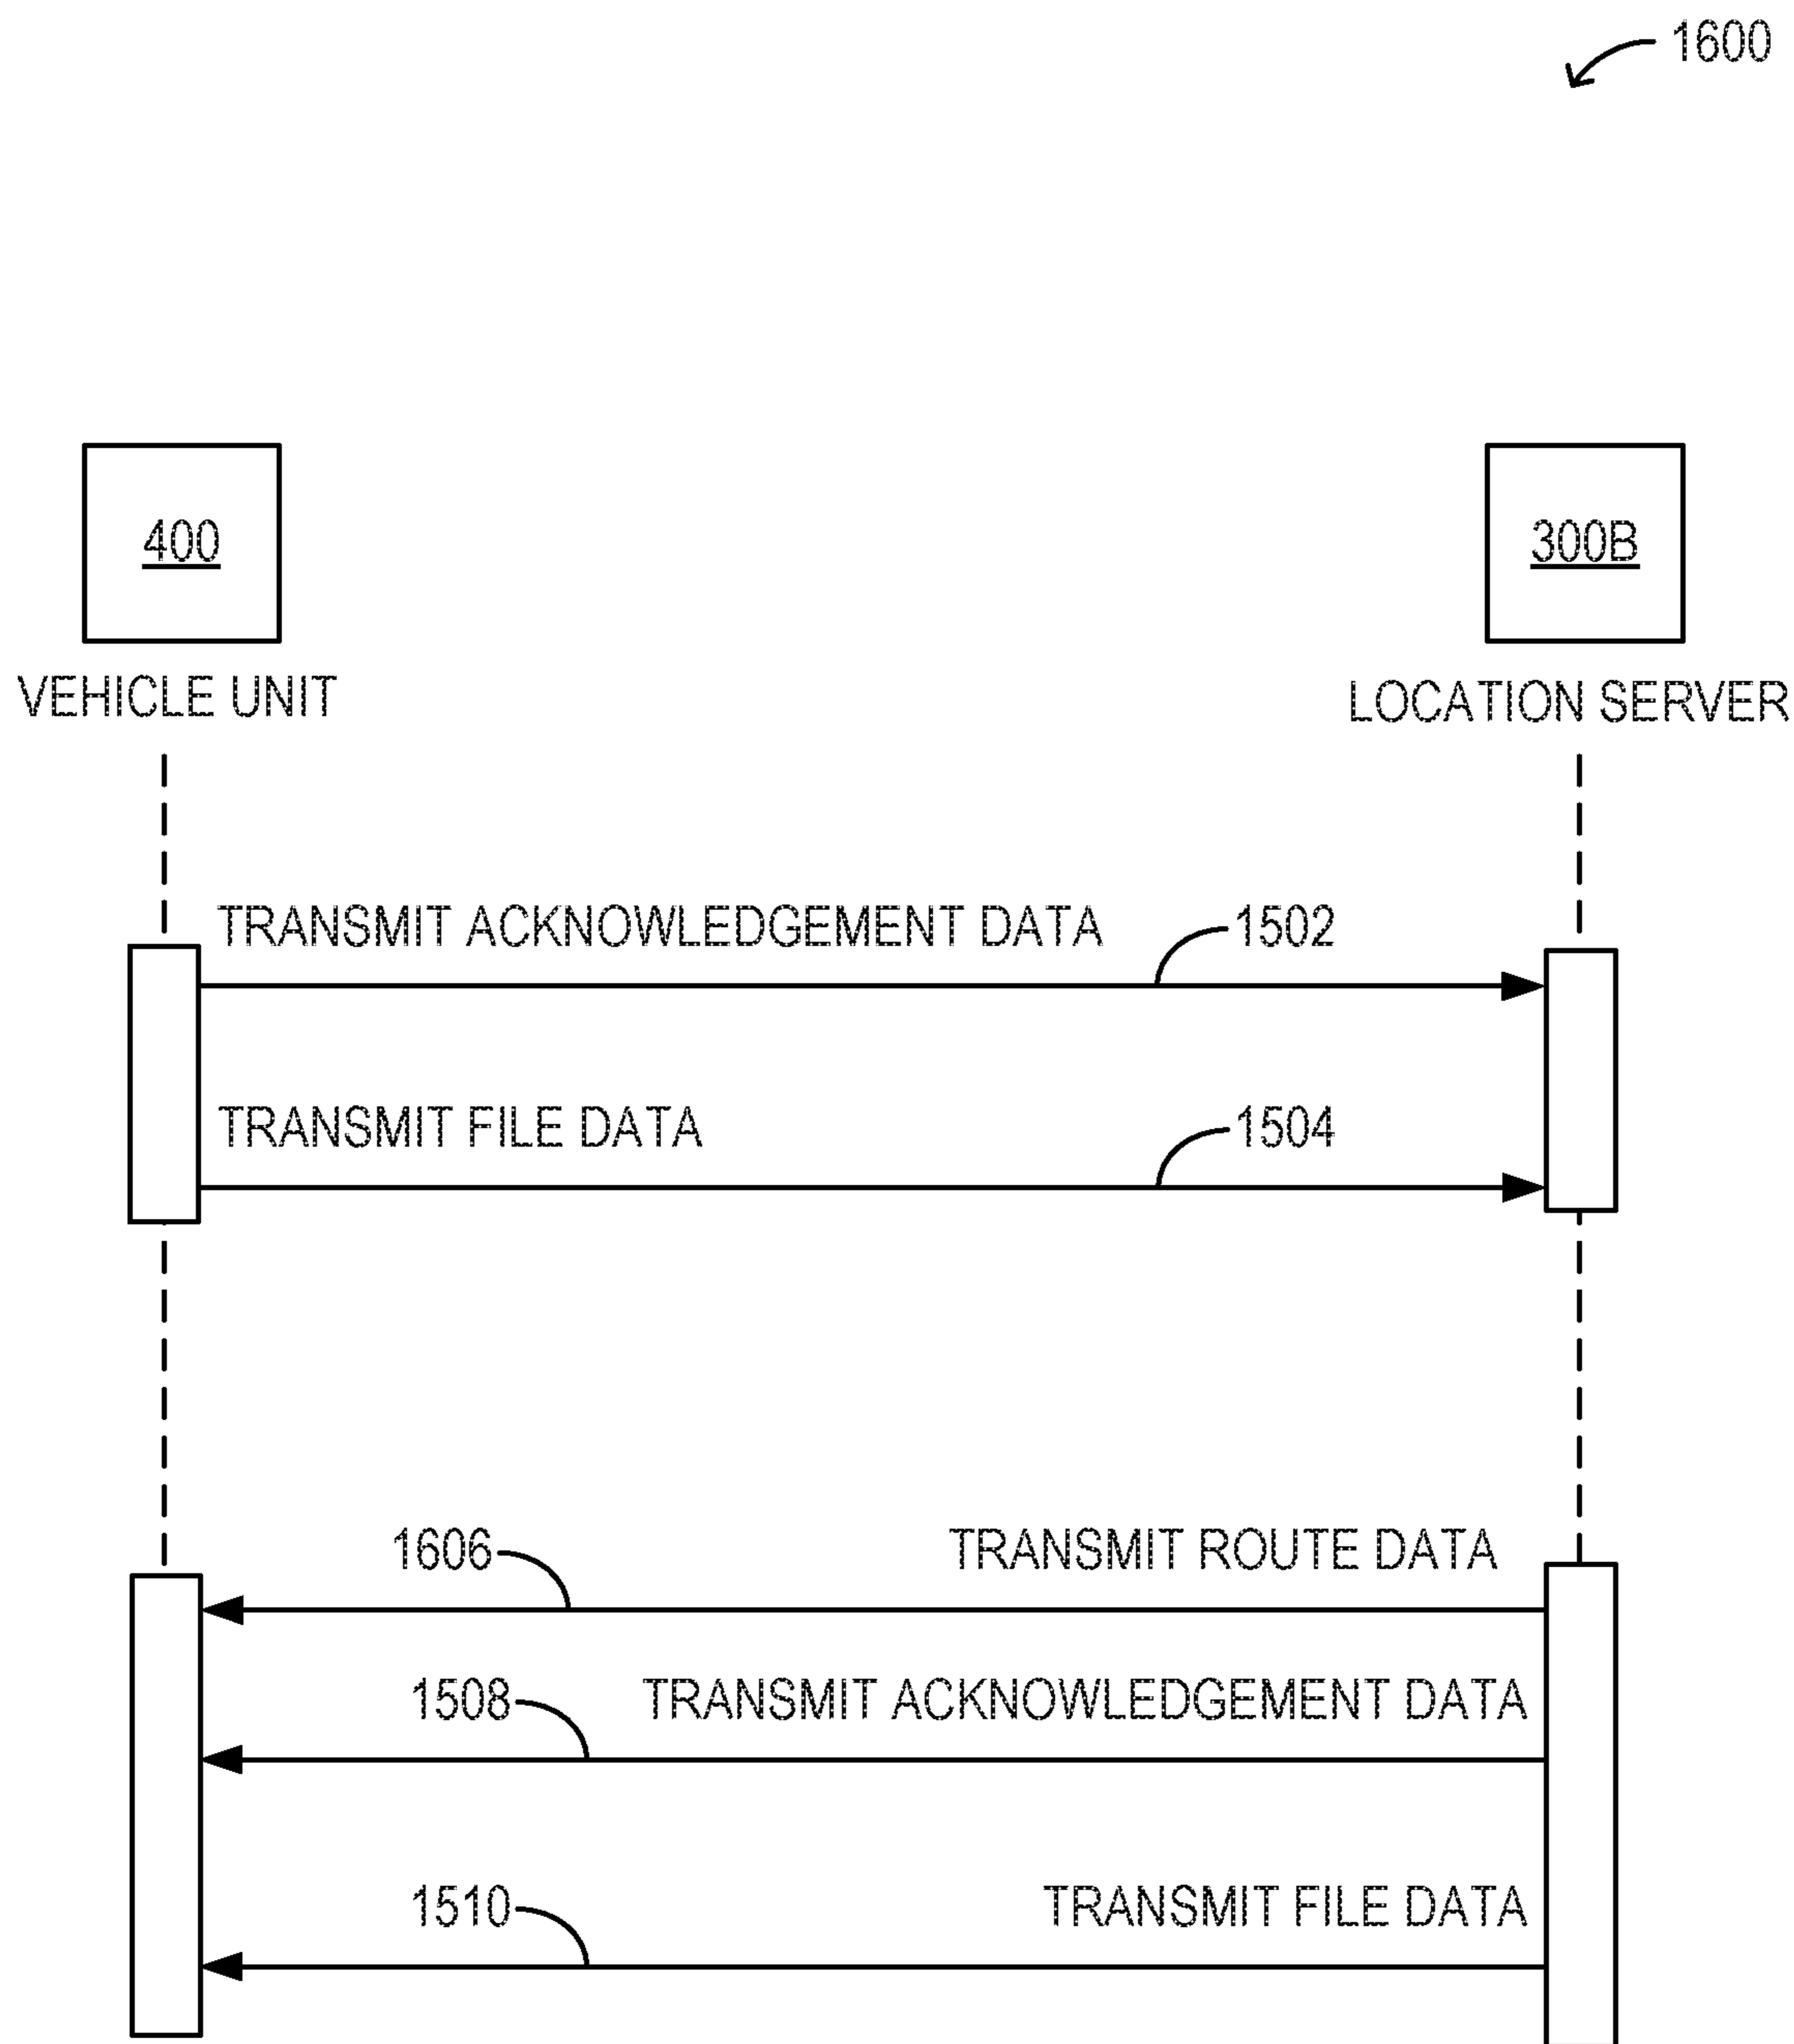 1600
400
300B
VEHICLE UNIT
LOCATION SERVER
TRANSMIT ACKNOWLEDGEMENT DATA
1502
TRANSMIT FILE DATA
1504
1606
TRANSMIT ROUTE DATA
1508
TRANSMIT ACKNOWLEDGEMENT DATA
1510
TRANSMIT FILE DATA